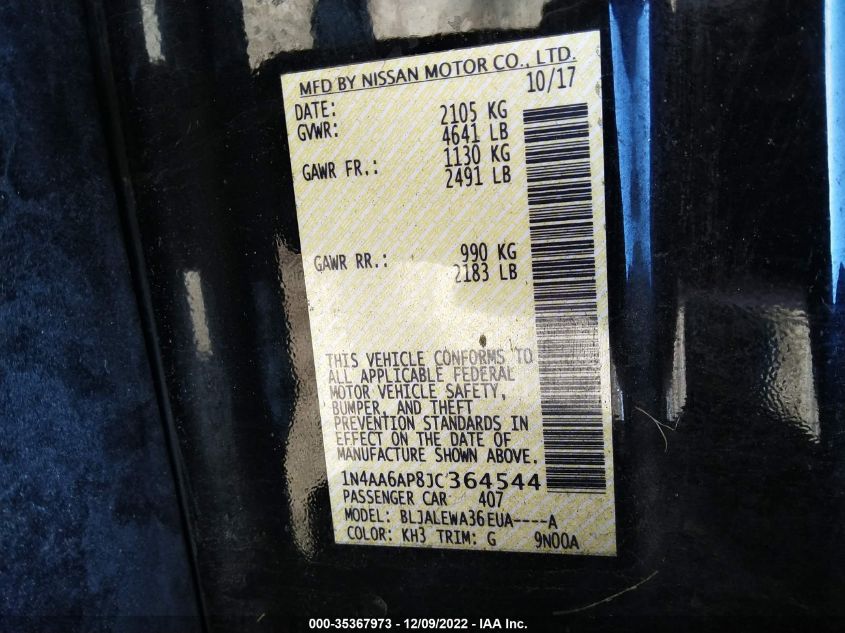 MFD BY NISSAN MOTOR CO., LTD.
DATE: 10/17
GVWR: 2105 KG
4641 LB
GAWR FR.: 1130 KG
2491 LB
GAWR RR.: 990 KG
2183 LB
THIS VEHICLE CONFORMS TO
ALL APPLICABLE FEDERAL
MOTOR VEHICLE SAFETY,
BUMPER, AND THEFT
PREVENTION STANDARDS IN
EFFECT ON THE DATE OF
MANUFACTURE SHOWN ABOVE.
1N4AA6AP8JC364544
PASSENGER CAR 407
MODEL: BLJALEWA36EUA----A
COLOR: KH3 TRIM: G 9N00A
000-35367973 - 12/09/2022 - IAA Inc.